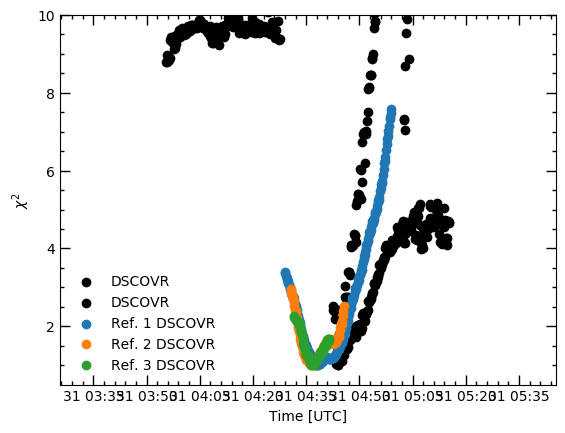 10
8
6
4
2
χ²
DSCOVR
DSCOVR
Ref. 1 DSCOVR
Ref. 2 DSCOVR
Ref. 3 DSCOVR
31 03:35 31 03:50 31 04:05 31 04:20 31 04:35 31 04:50 31 05:05 31 05:20 31 05:35
Time [UTC]